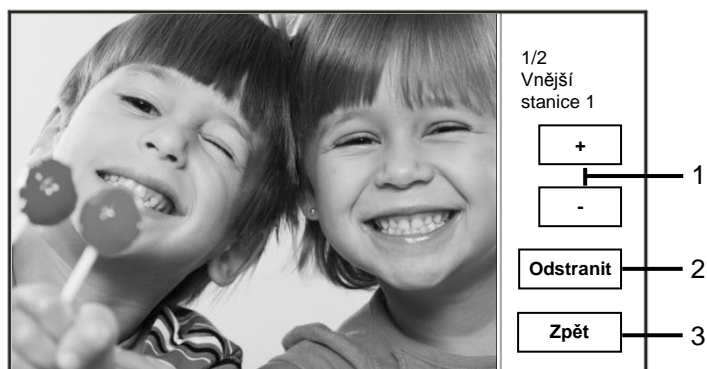 1/2
Vnější
stanice 1
+
1
-
Odstranit
2
Zpět
3